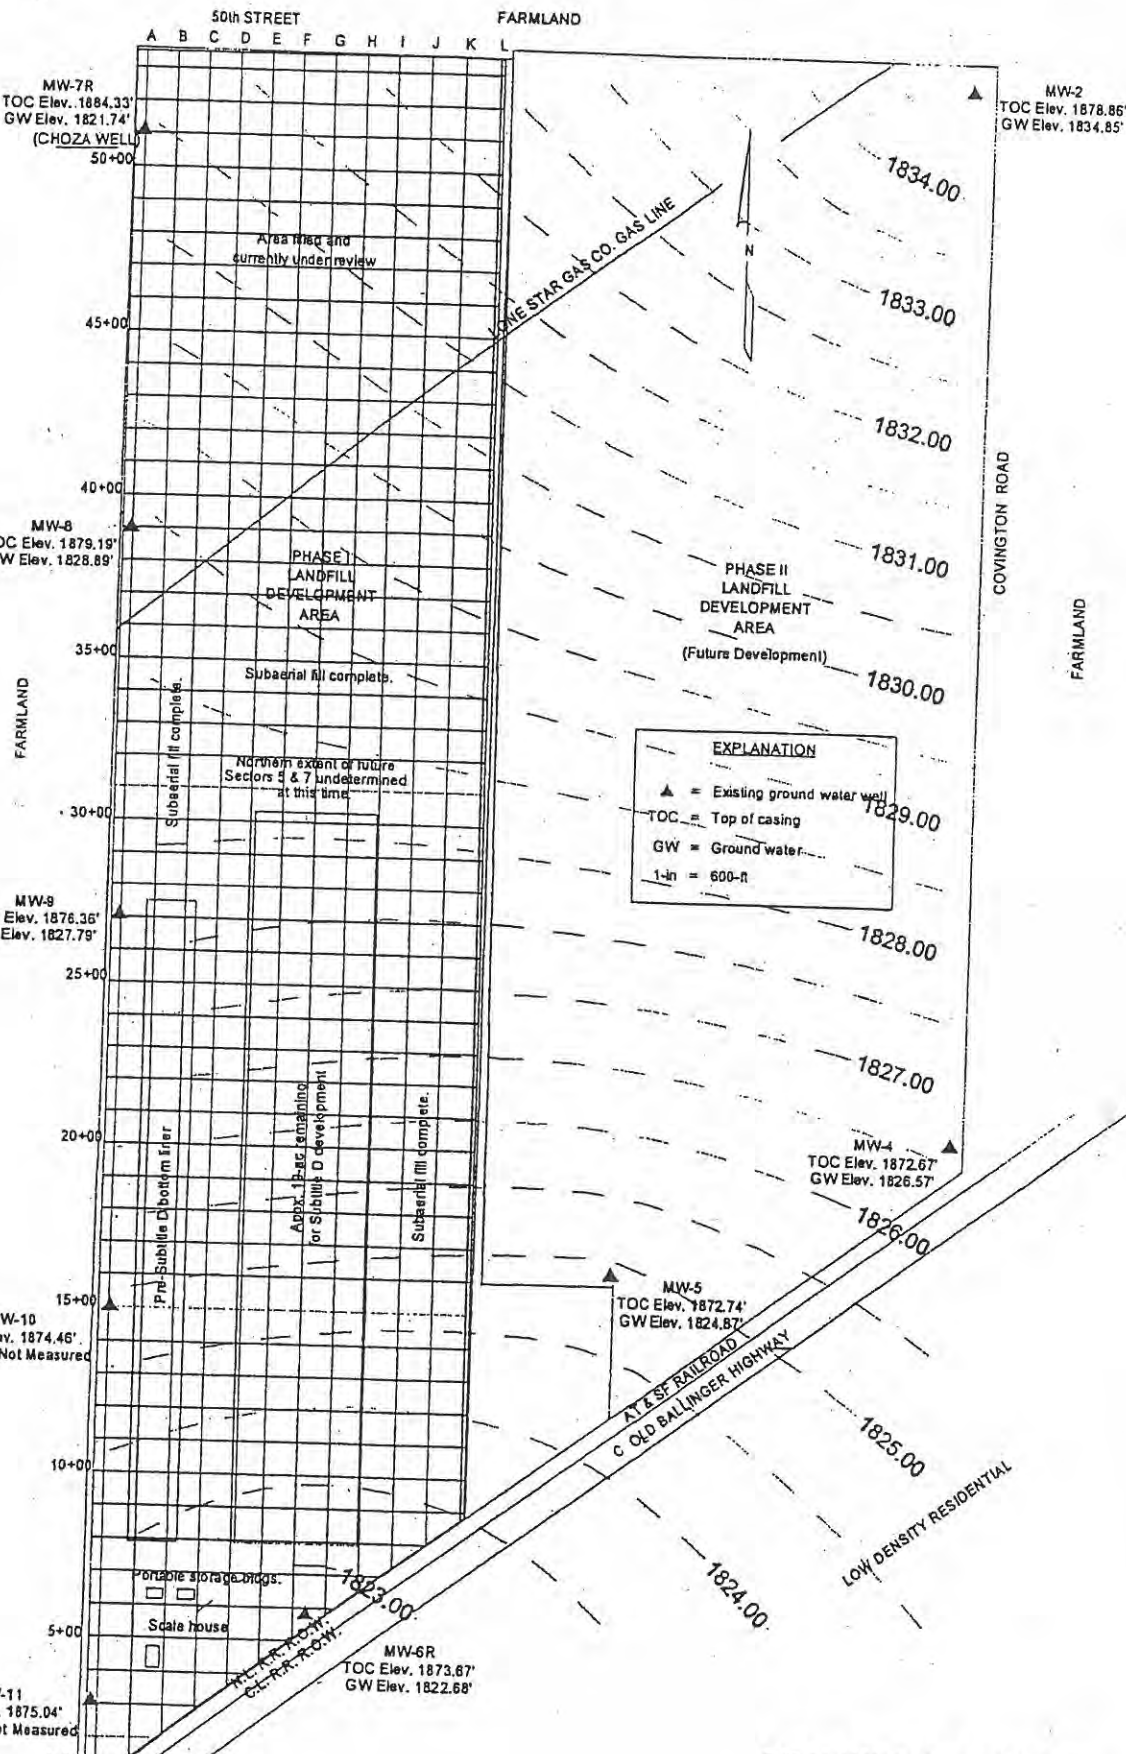 50th STREET
FARMLAND
A B C D E F G H I J K L
MW-7R
TOC Elev. 1884.33'
GW Elev. 1821.74'
(CHOZA WELL)
50+00
MW-2
TOC Elev. 1878.86'
GW Elev. 1834.85'
1834.00
Area filled and
currently under review
LONE STAR GAS CO. GAS LINE
N
1833.00
45+00
1832.00
40+00
COVINGTON ROAD
MW-8
OC Elev. 1879.19'
W Elev. 1828.89'
1831.00
PHASE I
LANDFILL
DEVELOPMENT
AREA
PHASE II
LANDFILL
DEVELOPMENT
AREA
(Future Development)
FARMLAND
35+00
Subaerial fill complete.
1830.00
FARMLAND
Subaerial fill complete.
Northern extent of future
Sectors 5 & 7 undetermined
at this time
EXPLANATION
▲ = Existing ground water well
TOC = Top of casing
GW = Ground water
1-in = 600-ft
1829.00
30+00
MW-9
Elev. 1876.36'
Elev. 1827.79'
1828.00
25+00
1827.00
Apox. 19-ac remaining
for Subtitle D development
Subaerial fill complete.
Pre-Subtitle D bottom liner
20+00
MW-4
TOC Elev. 1872.67'
GW Elev. 1826.57'
1826.00
15+00
W-10
ev. 1874.46'
Not Measured
MW-5
TOC Elev. 1872.74'
GW Elev. 1824.87'
AT & SF RAILROAD
C OLD BALLINGER HIGHWAY
1825.00
10+00
LOW DENSITY RESIDENTIAL
Portable storage bldgs.
1823.00
1824.00
Scale house
5+00
N.L. R.R. R.O.W.
C.L. R.R. R.O.W.
MW-6R
TOC Elev. 1873.67'
GW Elev. 1822.68'
-11
. 1875.04'
t Measured